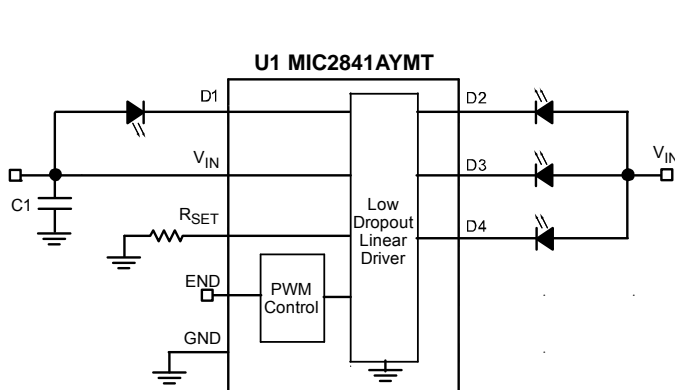 U1 MIC2841AYMT
D1
D2
VIN
D3
VIN
C1
RSET
Low
Dropout
Linear
Driver
D4
END
PWM
Control
GND